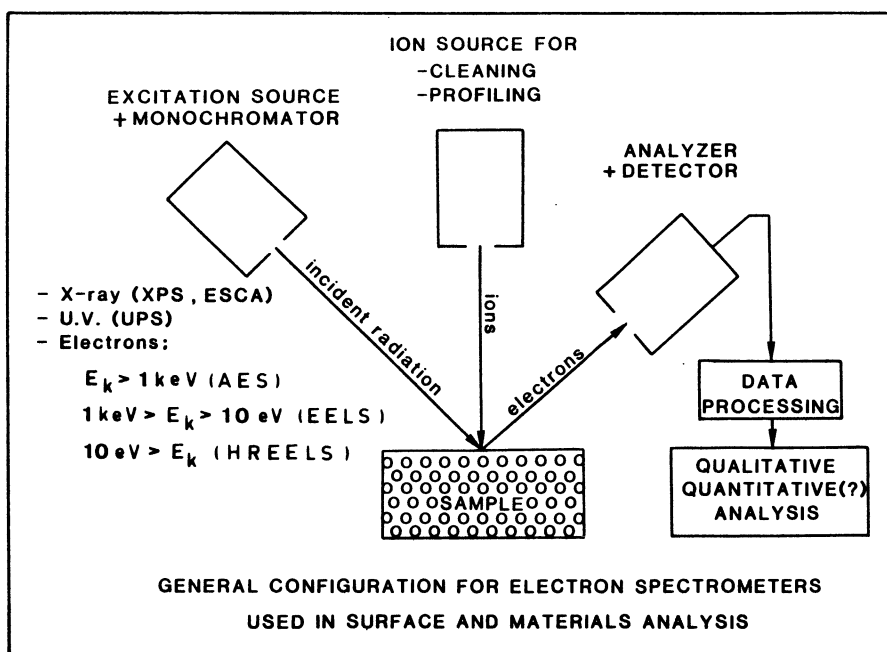 ION SOURCE FOR
-CLEANING
-PROFILING
EXCITATION SOURCE
+MONOCHROMATOR
ANALYZER
+ DETECTOR
incident radiation
ions
electrons
- X-ray (XPS, ESCA)
- U.V. (UPS)
- Electrons:
E_k > 1 keV (AES)
1 keV > E_k > 10 eV (EELS)
10 eV > E_k (HREELS)
SAMPLE
DATA
PROCESSING
QUALITATIVE
QUANTITATIVE(?)
ANALYSIS
GENERAL CONFIGURATION FOR ELECTRON SPECTROMETERS
USED IN SURFACE AND MATERIALS ANALYSIS